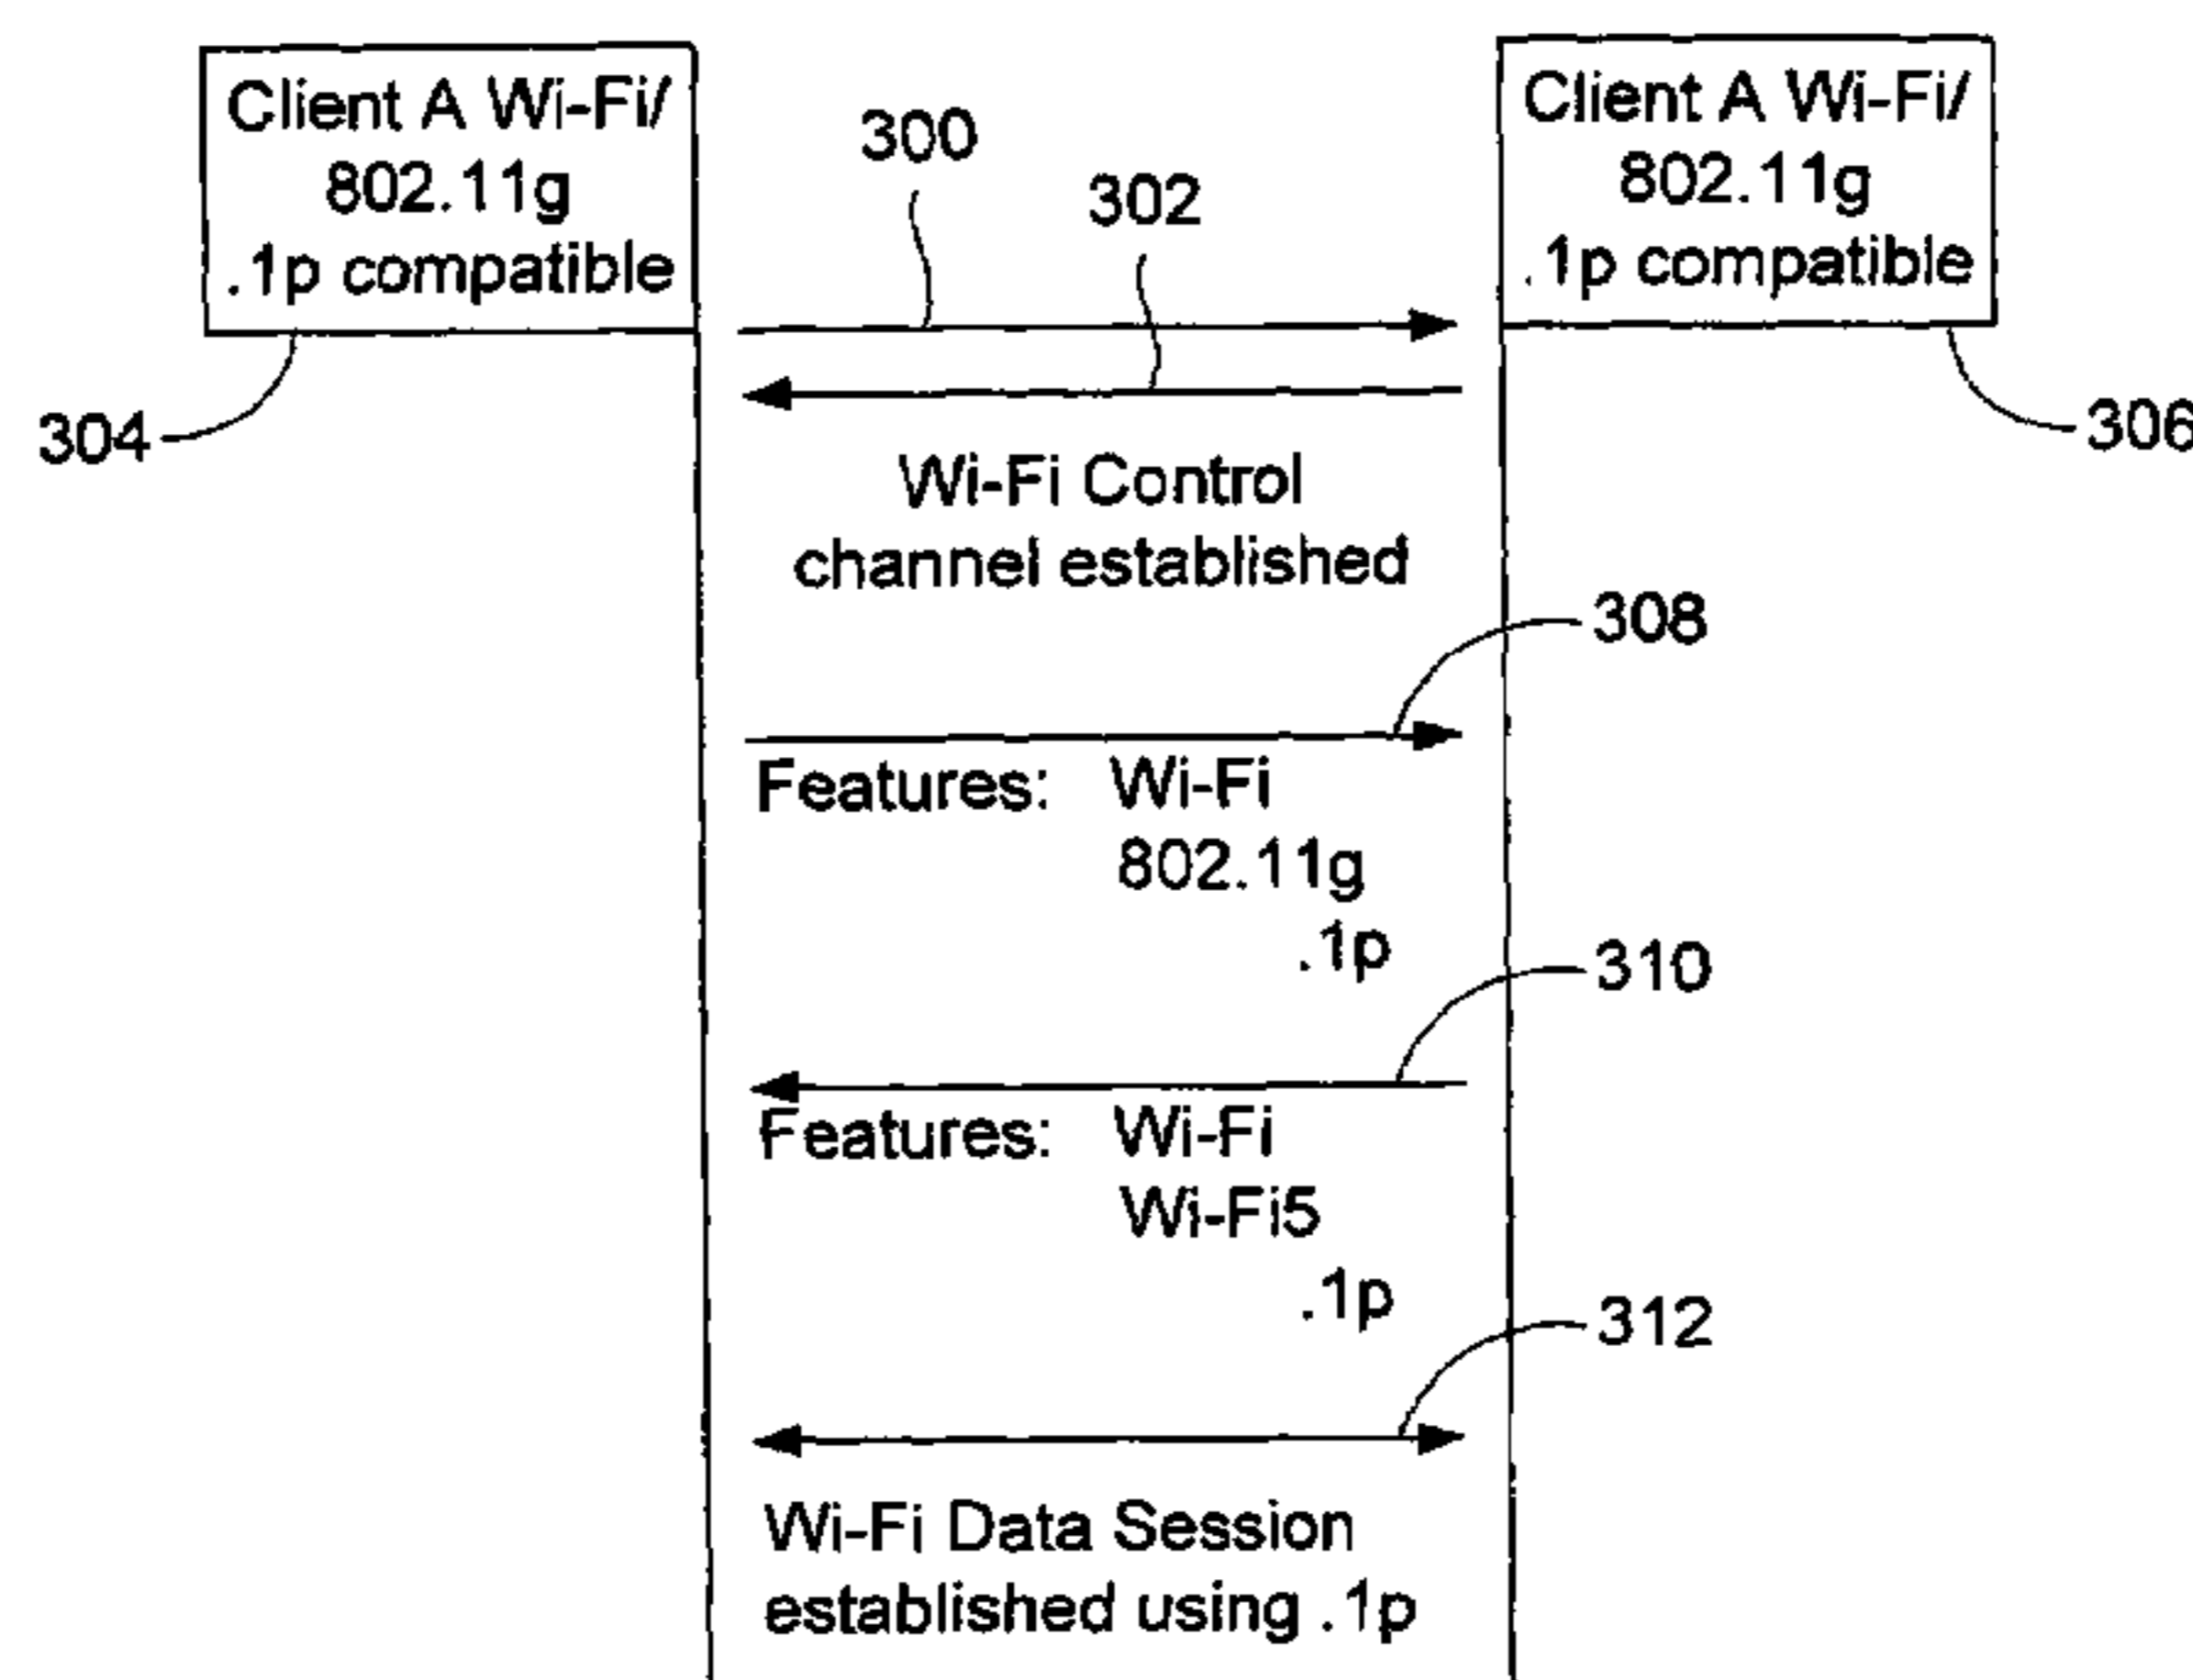 Client A Wi-Fi/
802.11g
.1p compatible
Client A Wi-Fi/
802.11g
.1p compatible
300
302
304
306
Wi-Fi Control
channel established
308
Features: Wi-Fi
802.11g
.1p
310
Features: Wi-Fi
Wi-Fi5
.1p
312
Wi-Fi Data Session
established using .1p